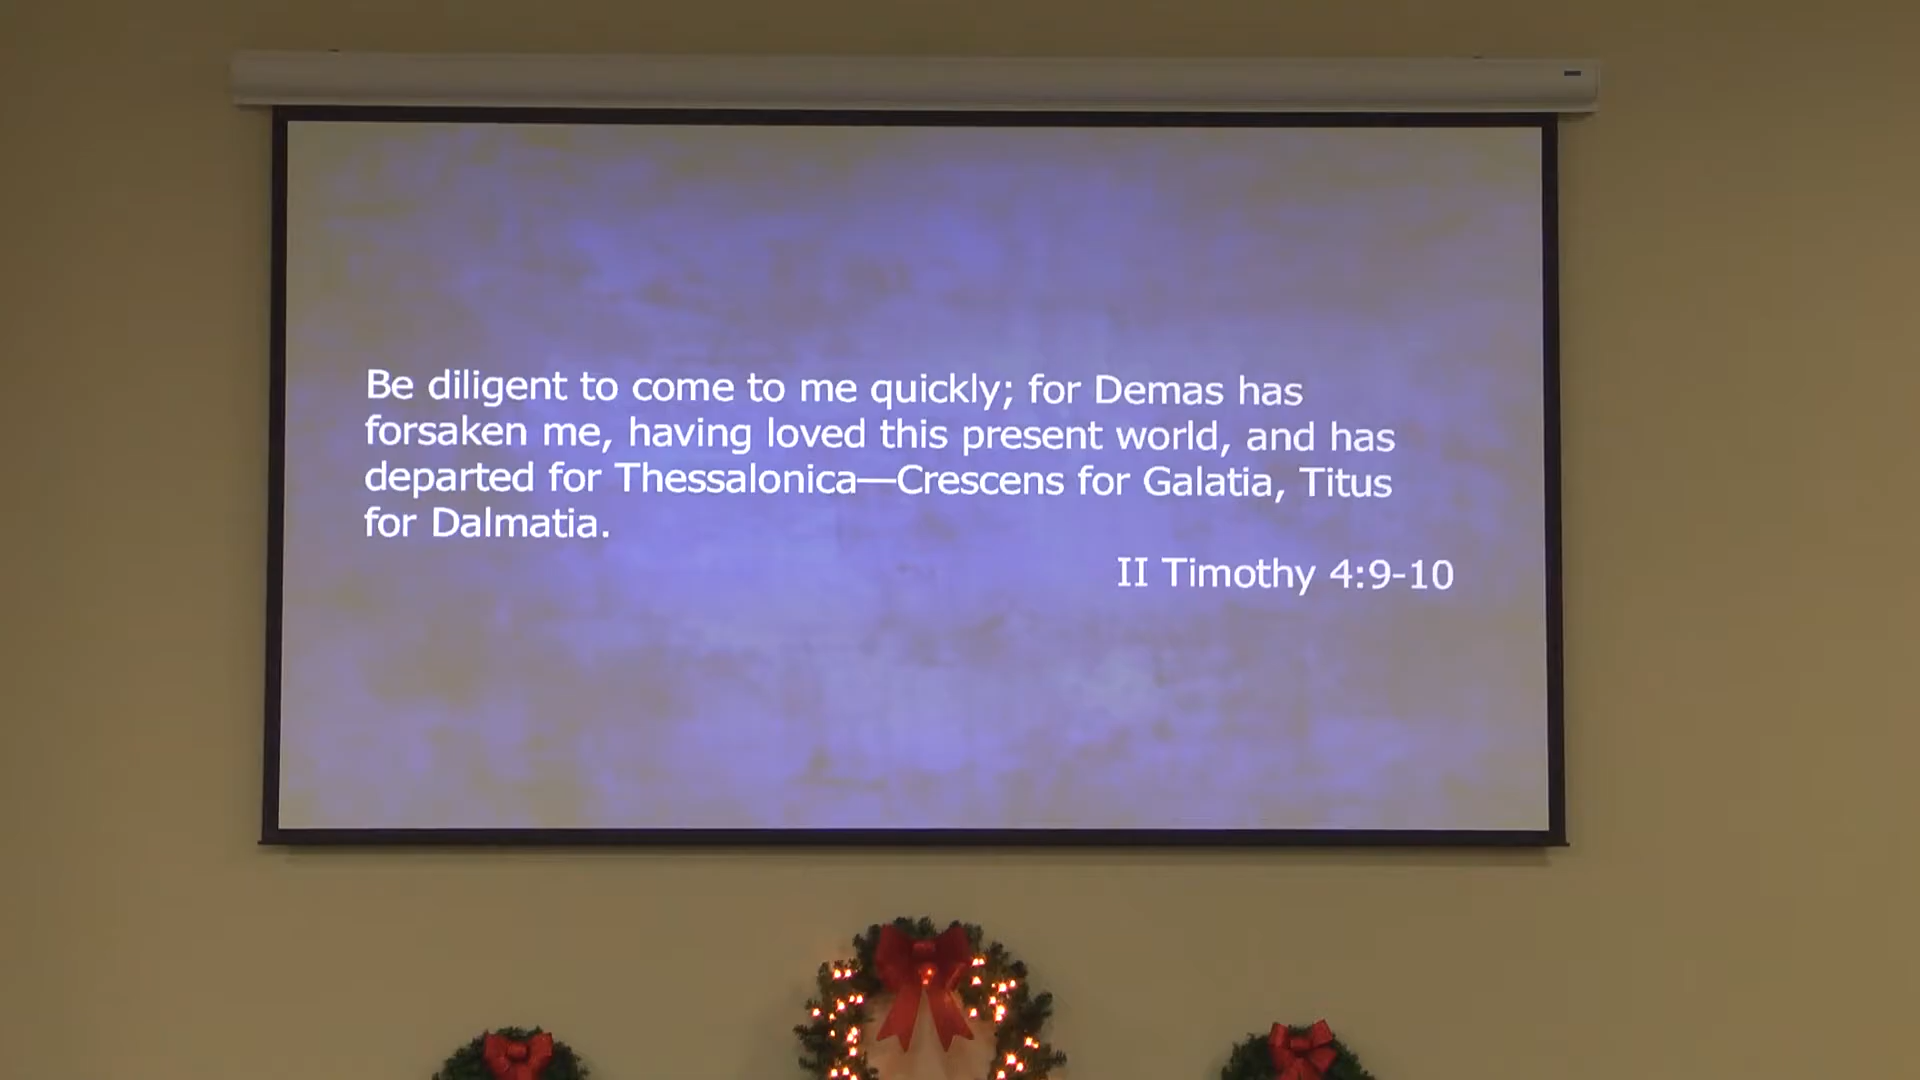 Be diligent to come to me quickly; for Demas has
forsaken me, having loved this present world, and has
departed for Thessalonica—Crescens for Galatia, Titus
for Dalmatia.
II Timothy 4:9-10